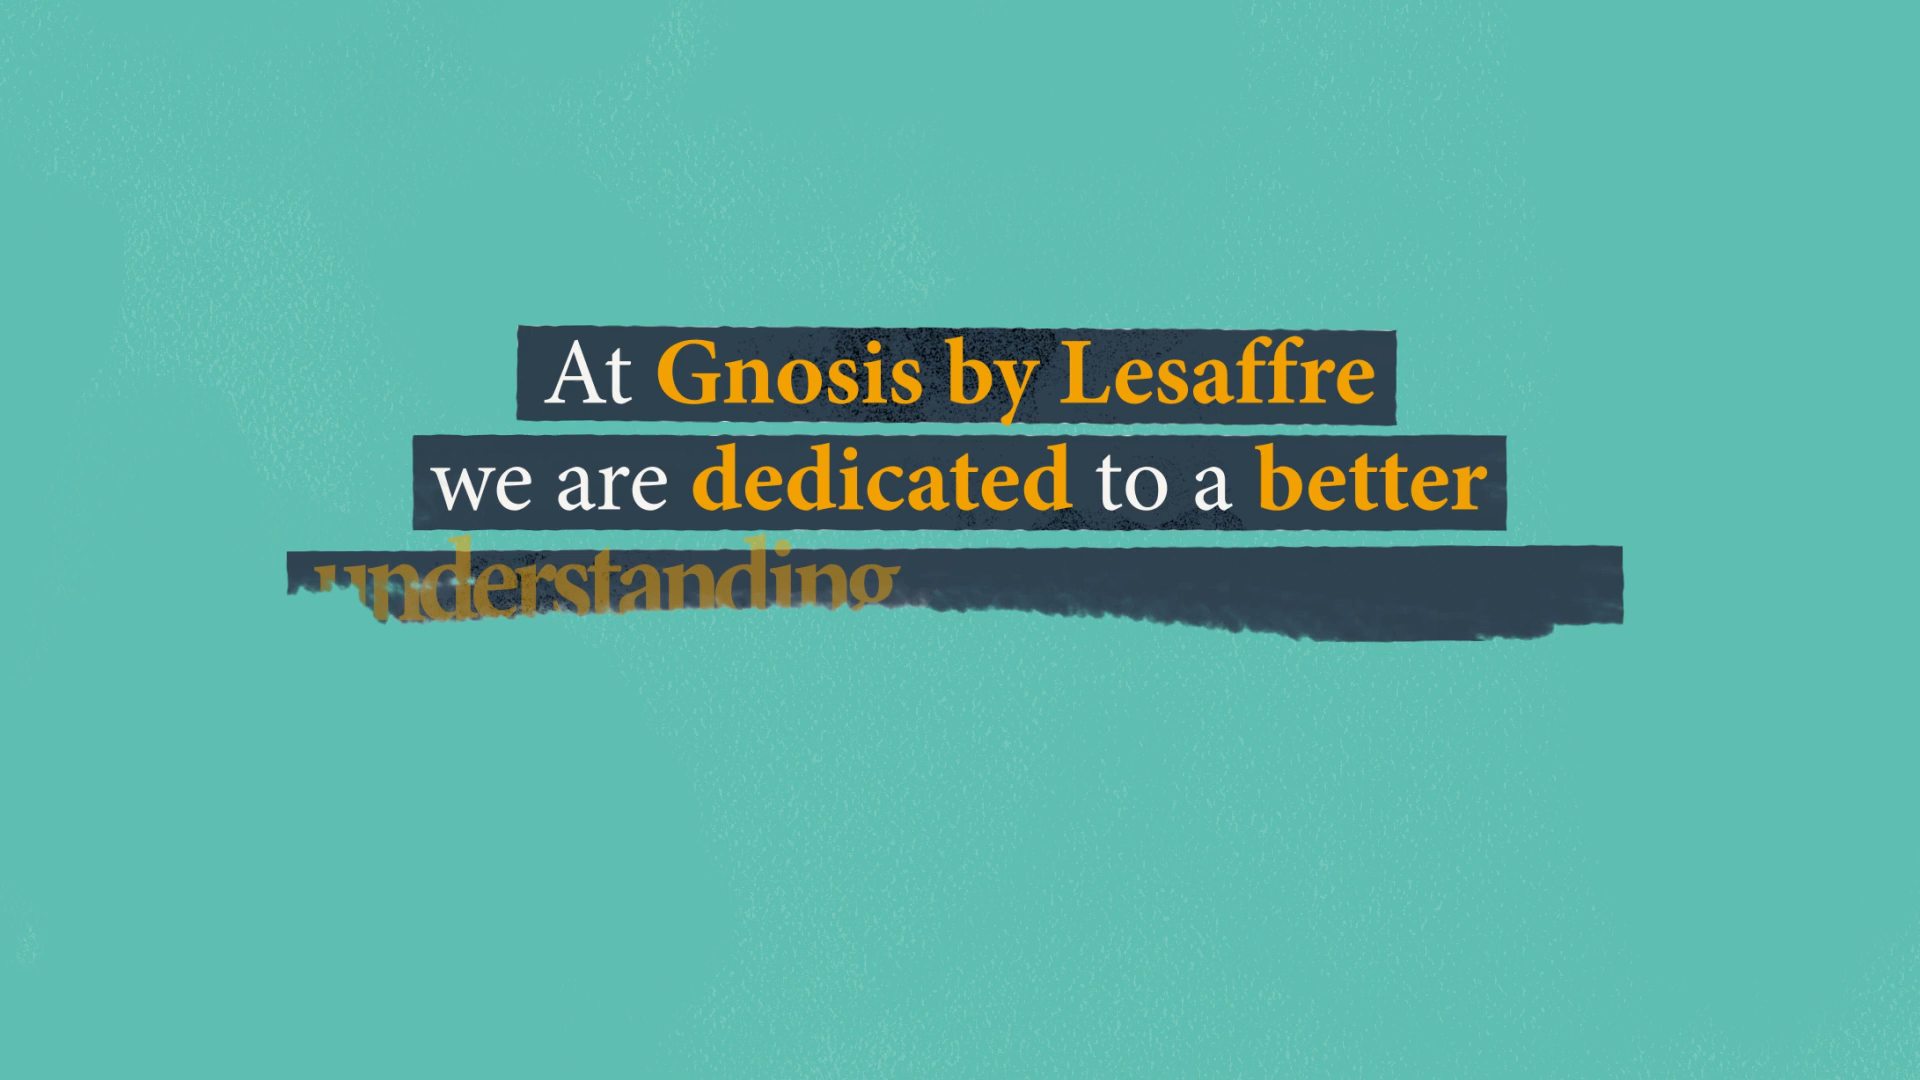 At Gnosis by Lesaffre
we are dedicated to a better
understanding